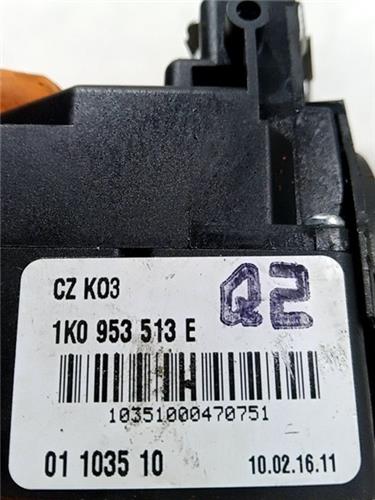 CZ K03
Q2
1K0 953 513 E
H
10351000470751
01 1035 10
10.02.16.11